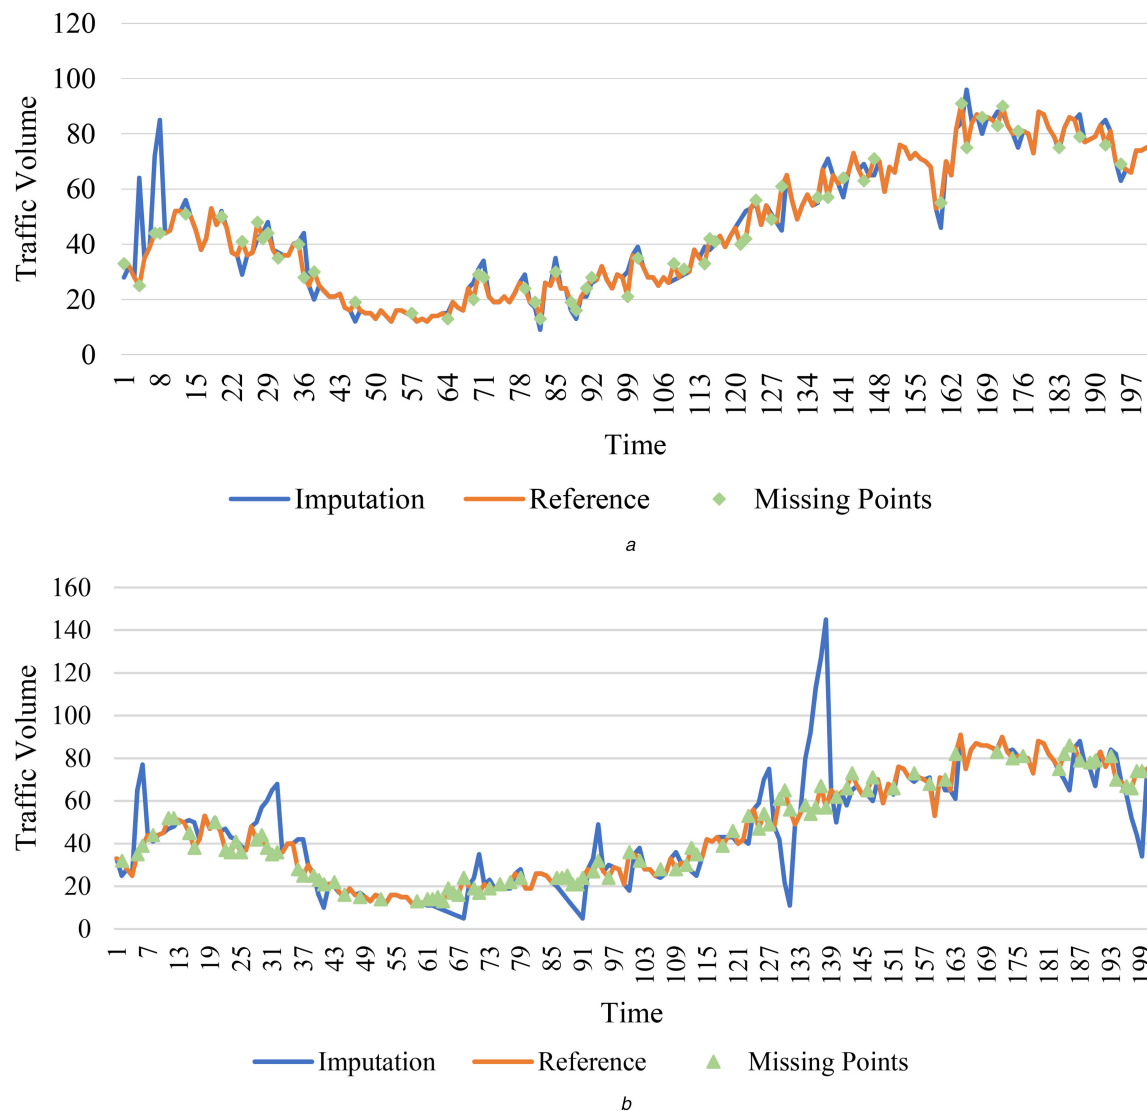 120
100
80
60
40
20
0
Traffic Volume
1 8 15 22 29 36 43 50 57 64 71 78 85 92 99 106 113 120 127 134 141 148 155 162 169 176 183 190 197
Time
Imputation Reference Missing Points
a
160
140
120
100
80
60
40
20
0
Traffic Volume
1 7 13 19 25 31 37 43 49 55 61 67 73 79 85 91 97 103 109 115 121 127 133 139 145 151 157 163 169 175 181 187 193 199
Time
Imputation Reference Missing Points
b